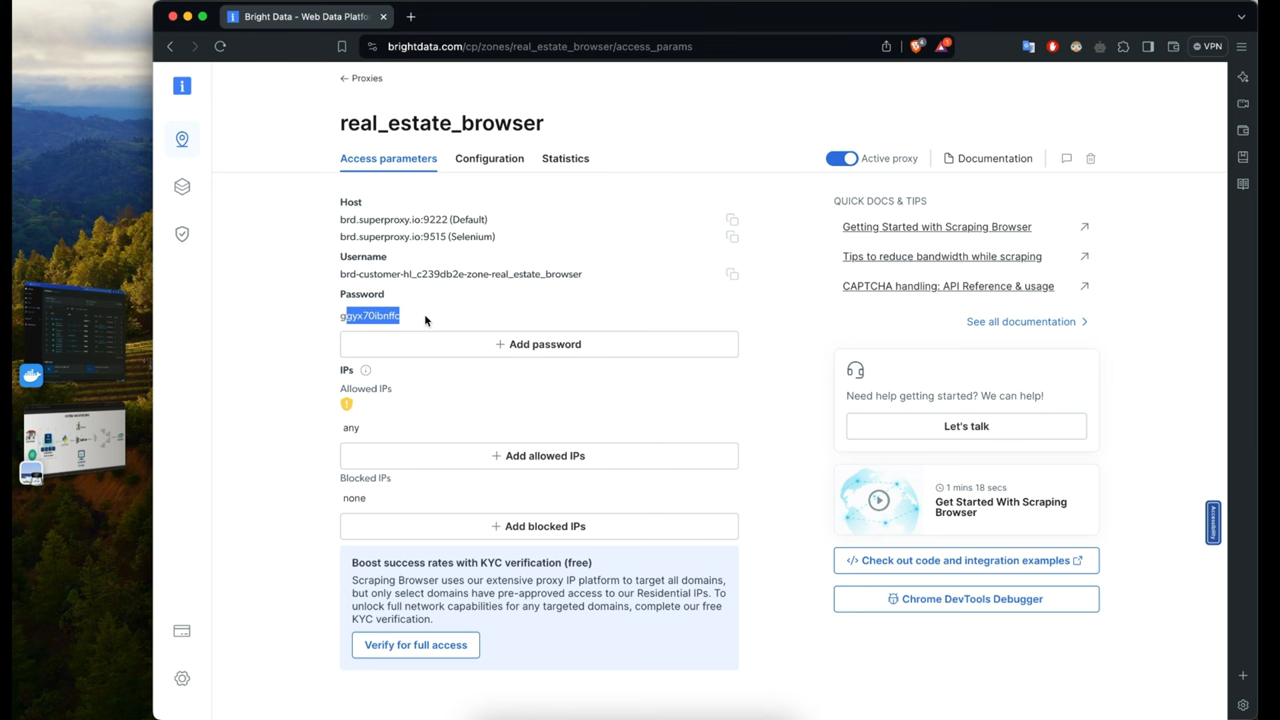 Bright Data - Web Data Platfo
brightdata.com/cp/zones/real_estate_browser/access_params
VPN
← Proxies
real_estate_browser
Access parameters
Configuration
Statistics
Active proxy
Documentation
Host
brd.superproxy.io:9222 (Default)
brd.superproxy.io:9515 (Selenium)
Username
brd-customer-hl_c239db2e-zone-real_estate_browser
Password
ggyx70ibnffc
+ Add password
IPs
Allowed IPs
any
+ Add allowed IPs
Blocked IPs
none
+ Add blocked IPs
Boost success rates with KYC verification (free)
Scraping Browser uses our extensive proxy IP platform to target all domains,
but only select domains have pre-approved access to our Residential IPs. To
unlock full network capabilities for any targeted domains, complete our free
KYC verification.
Verify for full access
QUICK DOCS & TIPS
Getting Started with Scraping Browser
Tips to reduce bandwidth while scraping
CAPTCHA handling: API Reference & usage
See all documentation
Need help getting started? We can help!
Let's talk
1 mins 18 secs
Get Started With Scraping
Browser
</> Check out code and integration examples
Chrome DevTools Debugger
Accessibility